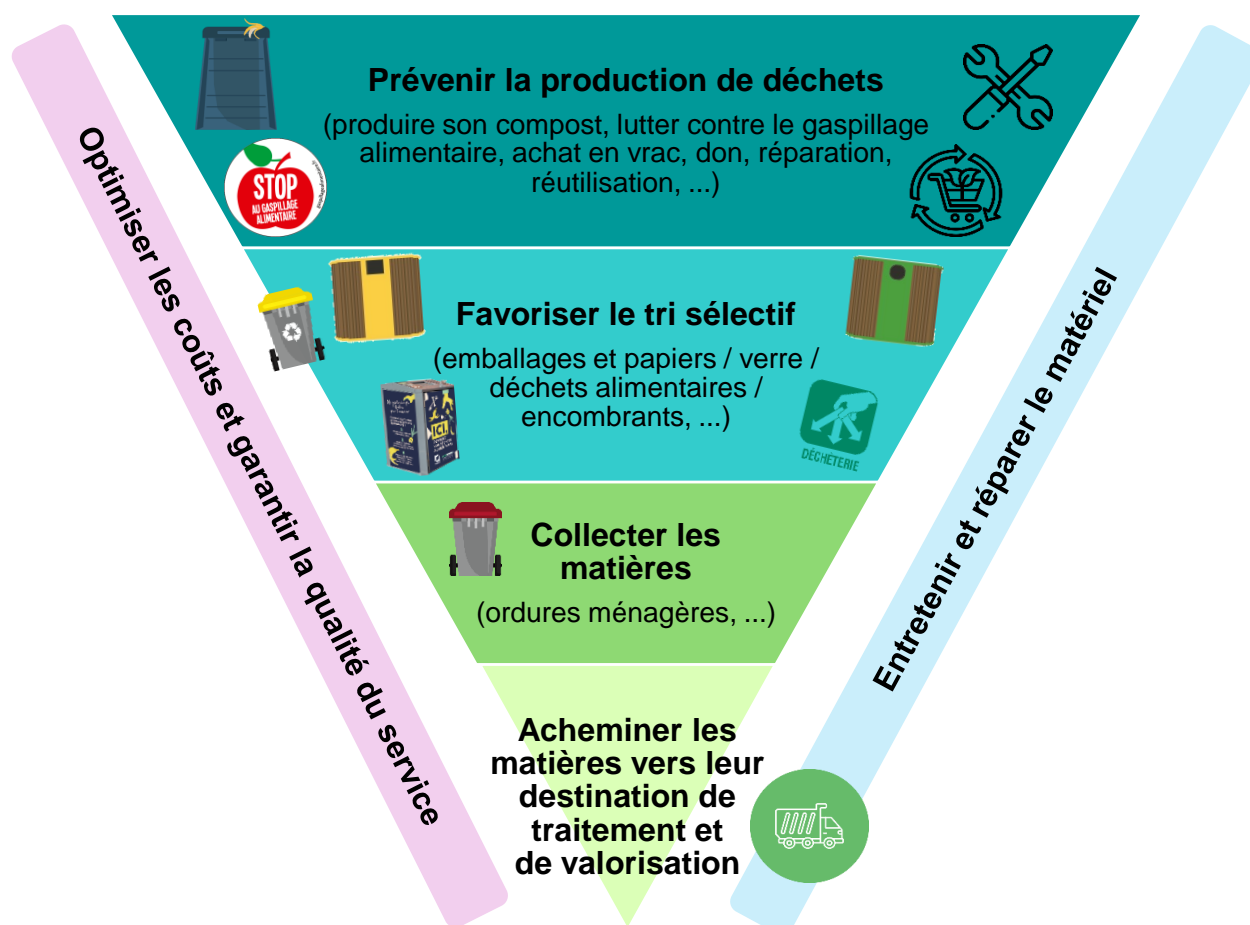 Prévenir la production de déchets
(produire son compost, lutter contre le gaspillage
alimentaire, achat en vrac, don, réparation,
réutilisation, ...)
STOP
AU GASPILLAGE
ALIMENTAIRE
Favoriser le tri sélectif
(emballages et papiers / verre /
déchets alimentaires /
encombrants, ...)
ICI,
DÉCHÈTERIE
Collecter les
matières
(ordures ménagères, ...)
Acheminer les
matières vers leur
destination de
traitement et
de valorisation
Optimiser les coûts et garantir la qualité du service
Entretenir et réparer le matériel